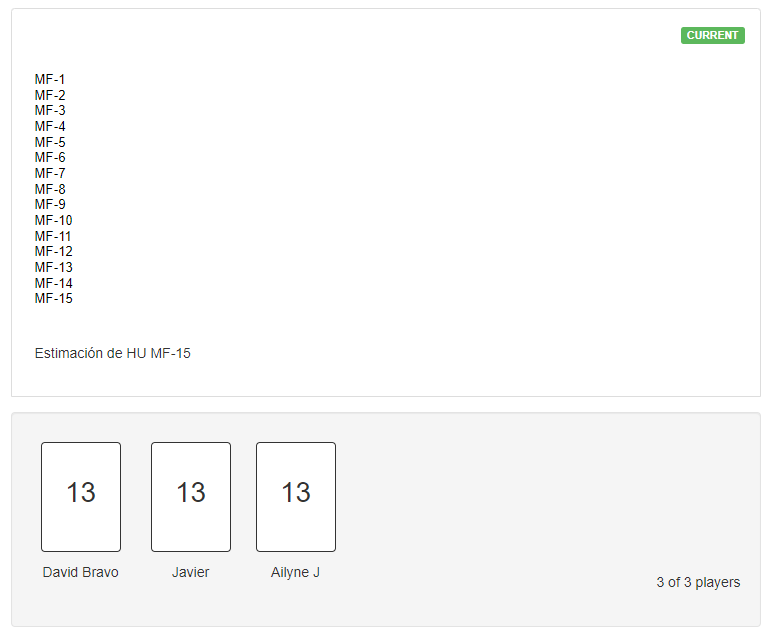 CURRENT
MF-1
MF-2
MF-3
MF-4
MF-5
MF-6
MF-7
MF-8
MF-9
MF-10
MF-11
MF-12
MF-13
MF-14
MF-15
Estimación de HU MF-15
13 13 13
David Bravo Javier Ailyne J
3 of 3 players